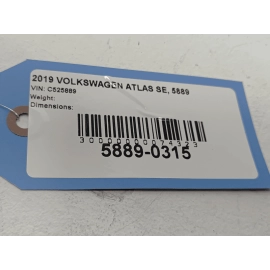 2019 VOLKSWAGEN ATLAS SE, 5889
VIN: C525889
Weight:
Dimensions:
5889-0315